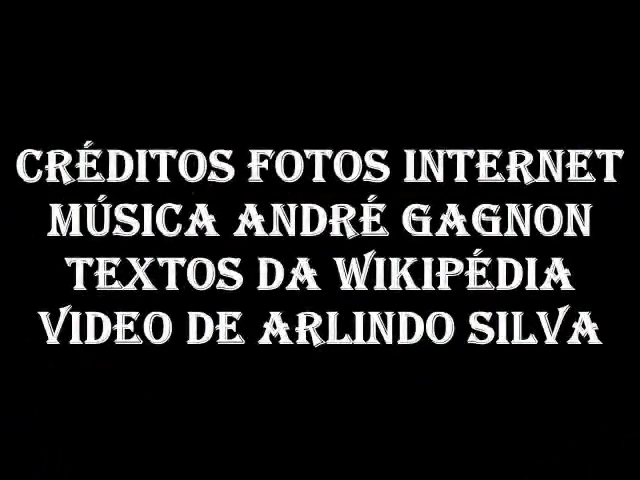 CRÉDITOS FOTOS INTERNET
MÚSICA ANDRÉ GAGNON
TEXTOS DA WIKIPÉDIA
VIDEO DE ARLINDO SILVA